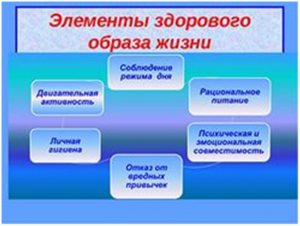 Элементы здорового
образа жизни
Соблюдение
режима дня
Рациональное
питание
Психическая и
эмоциональная
совместимость
Отказ от
вредных
привычек
Личная
гигиена
Двигательная
активность